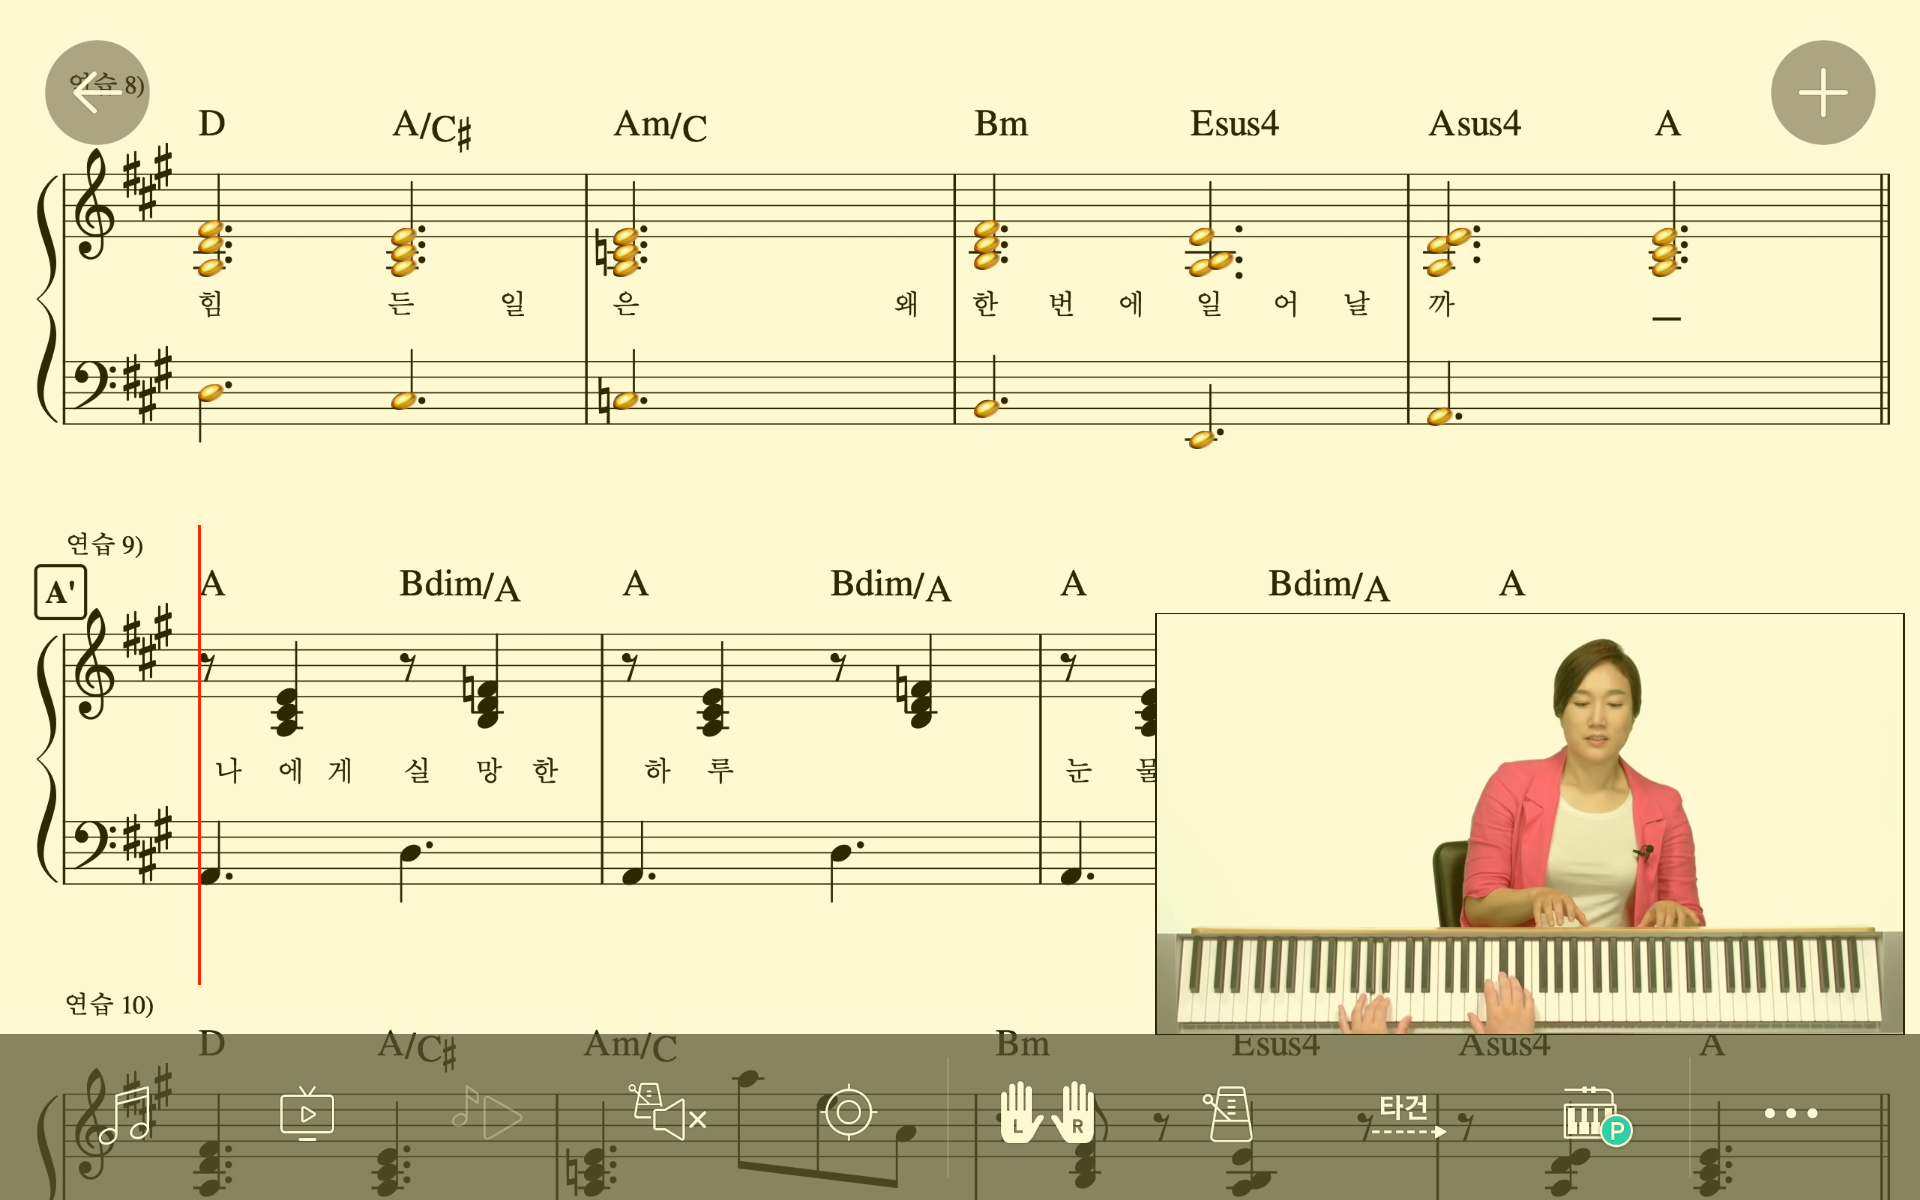 연습 8)
D A/C♯ Am/C Bm Esus4 Asus4 A
힘 든 일 은 왜 한 번 에 일 어 날 까
연습 9)
A'
A Bdim/A A Bdim/A A Bdim/A A
나 에 게 실 망 한 하 루 눈 물
연습 10)
D A/C♯ Am/C Bm Esus4 Asus4 A
L R 타건 P